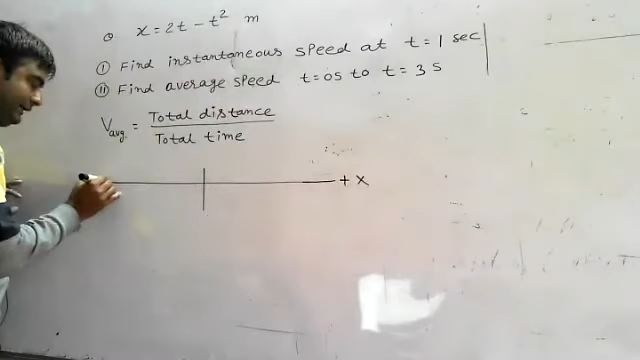 Q x = 2t - t² m
(I) Find instantaneous speed at t = 1 sec
(II) Find average speed t = 0s to t = 3 s
Vavg. = Total distance / Total time
+ x